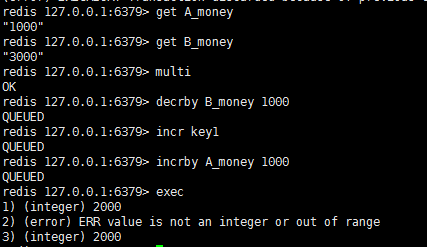 redis 127.0.0.1:6379> get A_money
"1000"
redis 127.0.0.1:6379> get B_money
"3000"
redis 127.0.0.1:6379> multi
OK
redis 127.0.0.1:6379> decrby B_money 1000
QUEUED
redis 127.0.0.1:6379> incr key1
QUEUED
redis 127.0.0.1:6379> incrby A_money 1000
QUEUED
redis 127.0.0.1:6379> exec
1) (integer) 2000
2) (error) ERR value is not an integer or out of range
3) (integer) 2000